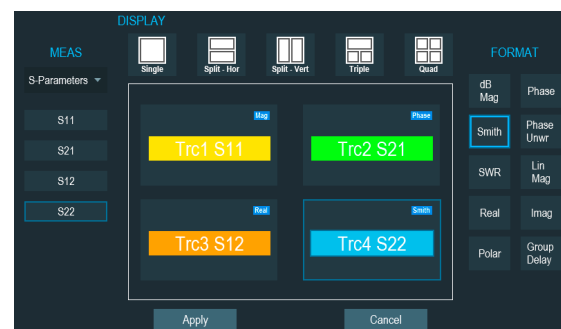 DISPLAY
MEAS
FORMAT
Single
Split - Hor
Split - Vert
Triple
Quad
S-Parameters
S11
S21
S12
S22
Mag
Trc1 S11
Phase
Trc2 S21
Real
Trc3 S12
Smith
Trc4 S22
dB
Mag
Phase
Smith
Phase
Unwr
SWR
Lin
Mag
Real
Imag
Polar
Group
Delay
Apply
Cancel